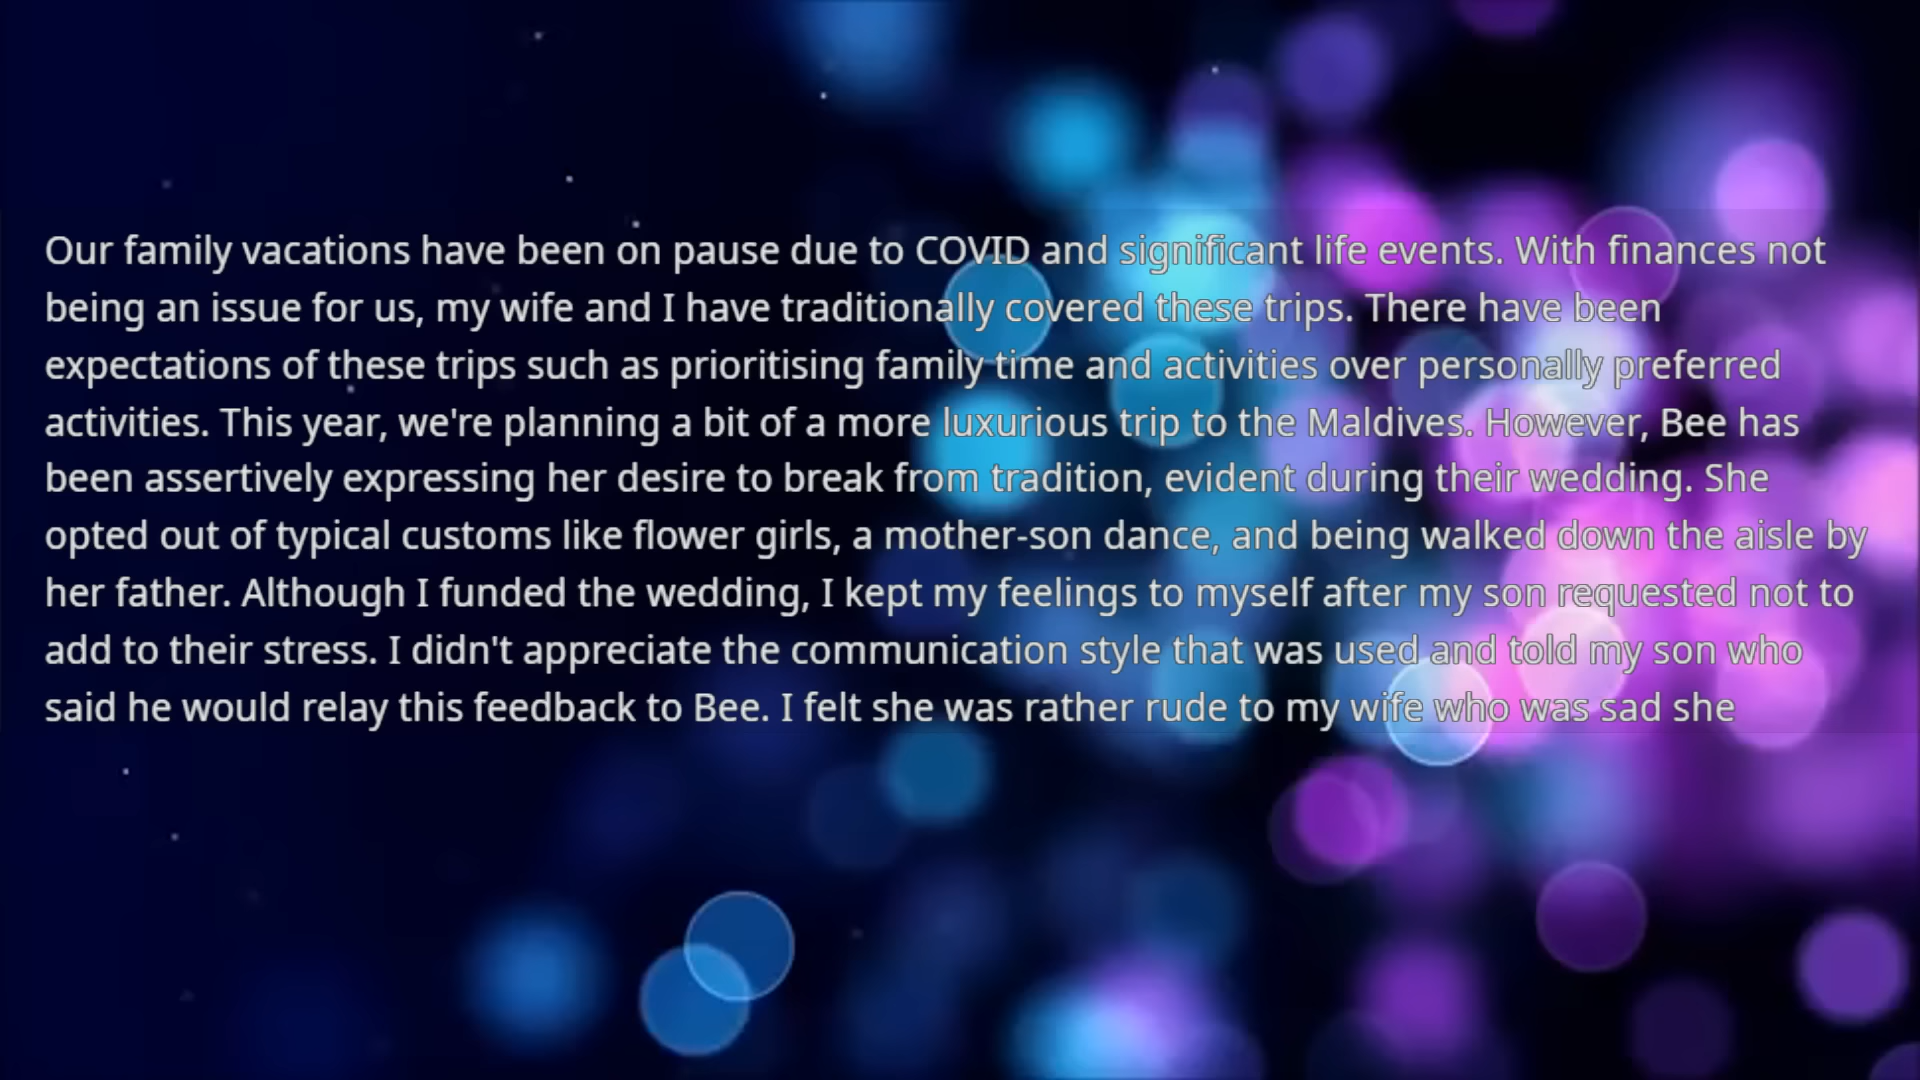 Our family vacations have been on pause due to COVID and significant life events. With finances not
being an issue for us, my wife and I have traditionally covered these trips. There have been
expectations of these trips such as prioritising family time and activities over personally preferred
activities. This year, we're planning a bit of a more luxurious trip to the Maldives. However, Bee has
been assertively expressing her desire to break from tradition, evident during their wedding. She
opted out of typical customs like flower girls, a mother-son dance, and being walked down the aisle by
her father. Although I funded the wedding, I kept my feelings to myself after my son requested not to
add to their stress. I didn't appreciate the communication style that was used and told my son who
said he would relay this feedback to Bee. I felt she was rather rude to my wife who was sad she